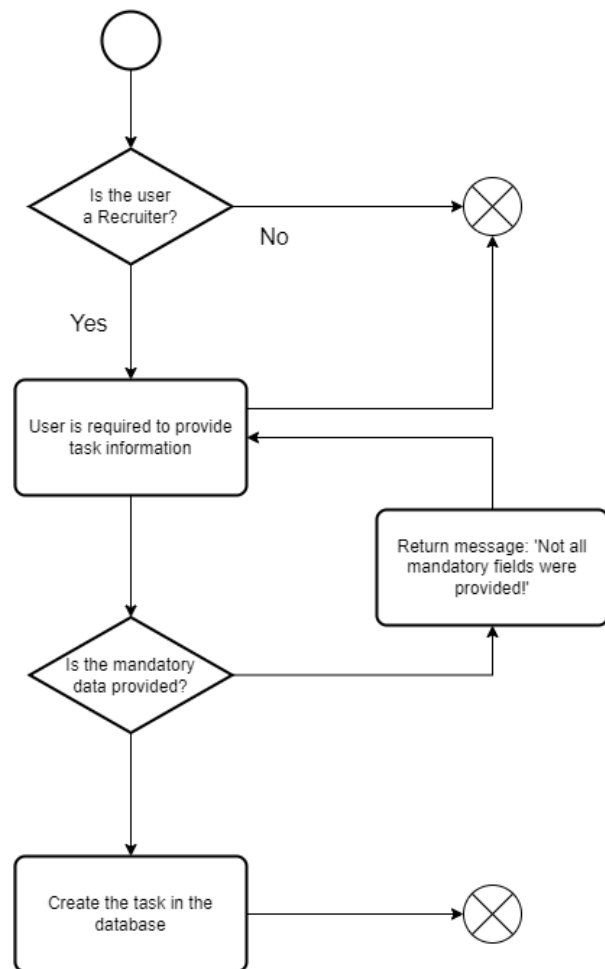 Is the user
a Recruiter?
No
Yes
User is required to provide
task information
Return message: 'Not all
mandatory fields were
provided!'
Is the mandatory
data provided?
Create the task in the
database